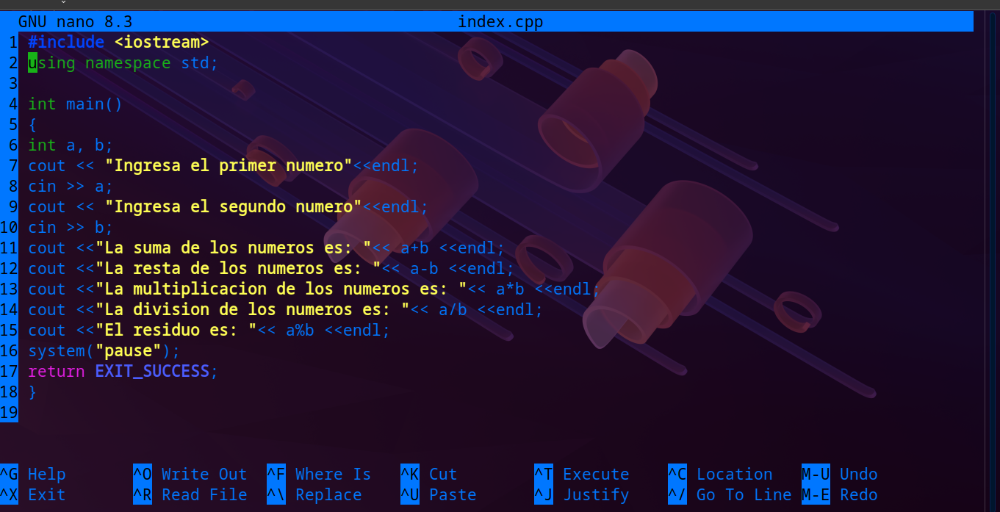 GNU nano 8.3 index.cpp
1 #include <iostream>
2 using namespace std;
3
4 int main()
5 {
6 int a, b;
7 cout << "Ingresa el primer numero"<<endl;
8 cin >> a;
9 cout << "Ingresa el segundo numero"<<endl;
10 cin >> b;
11 cout <<"La suma de los numeros es: "<< a+b <<endl;
12 cout <<"La resta de los numeros es: "<< a-b <<endl;
13 cout <<"La multiplicacion de los numeros es: "<< a*b <<endl;
14 cout <<"La division de los numeros es: "<< a/b <<endl;
15 cout <<"El residuo es: "<< a%b <<endl;
16 system("pause");
17 return EXIT_SUCCESS;
18 }
19
^G Help ^O Write Out ^F Where Is ^K Cut ^T Execute ^C Location M-U Undo
^X Exit ^R Read File ^\ Replace ^U Paste ^J Justify ^/ Go To Line M-E Redo